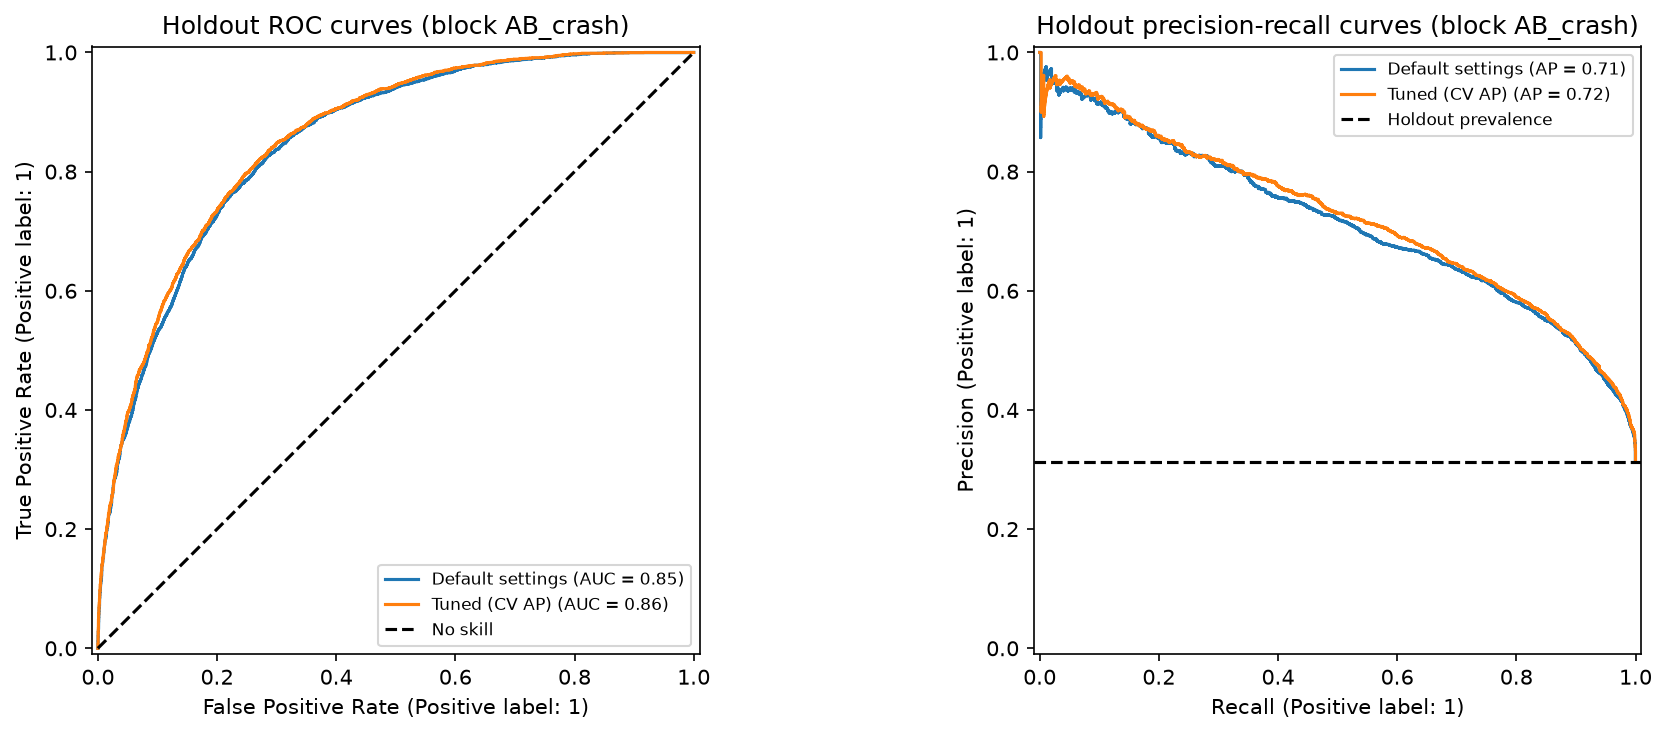 Holdout ROC curves (block AB_crash)
True Positive Rate (Positive label: 1)
1.0
0.8
0.6
0.4
0.2
0.0
Default settings (AUC = 0.85)
Tuned (CV AP) (AUC = 0.86)
No skill
0.0 0.2 0.4 0.6 0.8 1.0
False Positive Rate (Positive label: 1)
Holdout precision-recall curves (block AB_crash)
Precision (Positive label: 1)
1.0
0.8
0.6
0.4
0.2
0.0
Default settings (AP = 0.71)
Tuned (CV AP) (AP = 0.72)
Holdout prevalence
0.0 0.2 0.4 0.6 0.8 1.0
Recall (Positive label: 1)